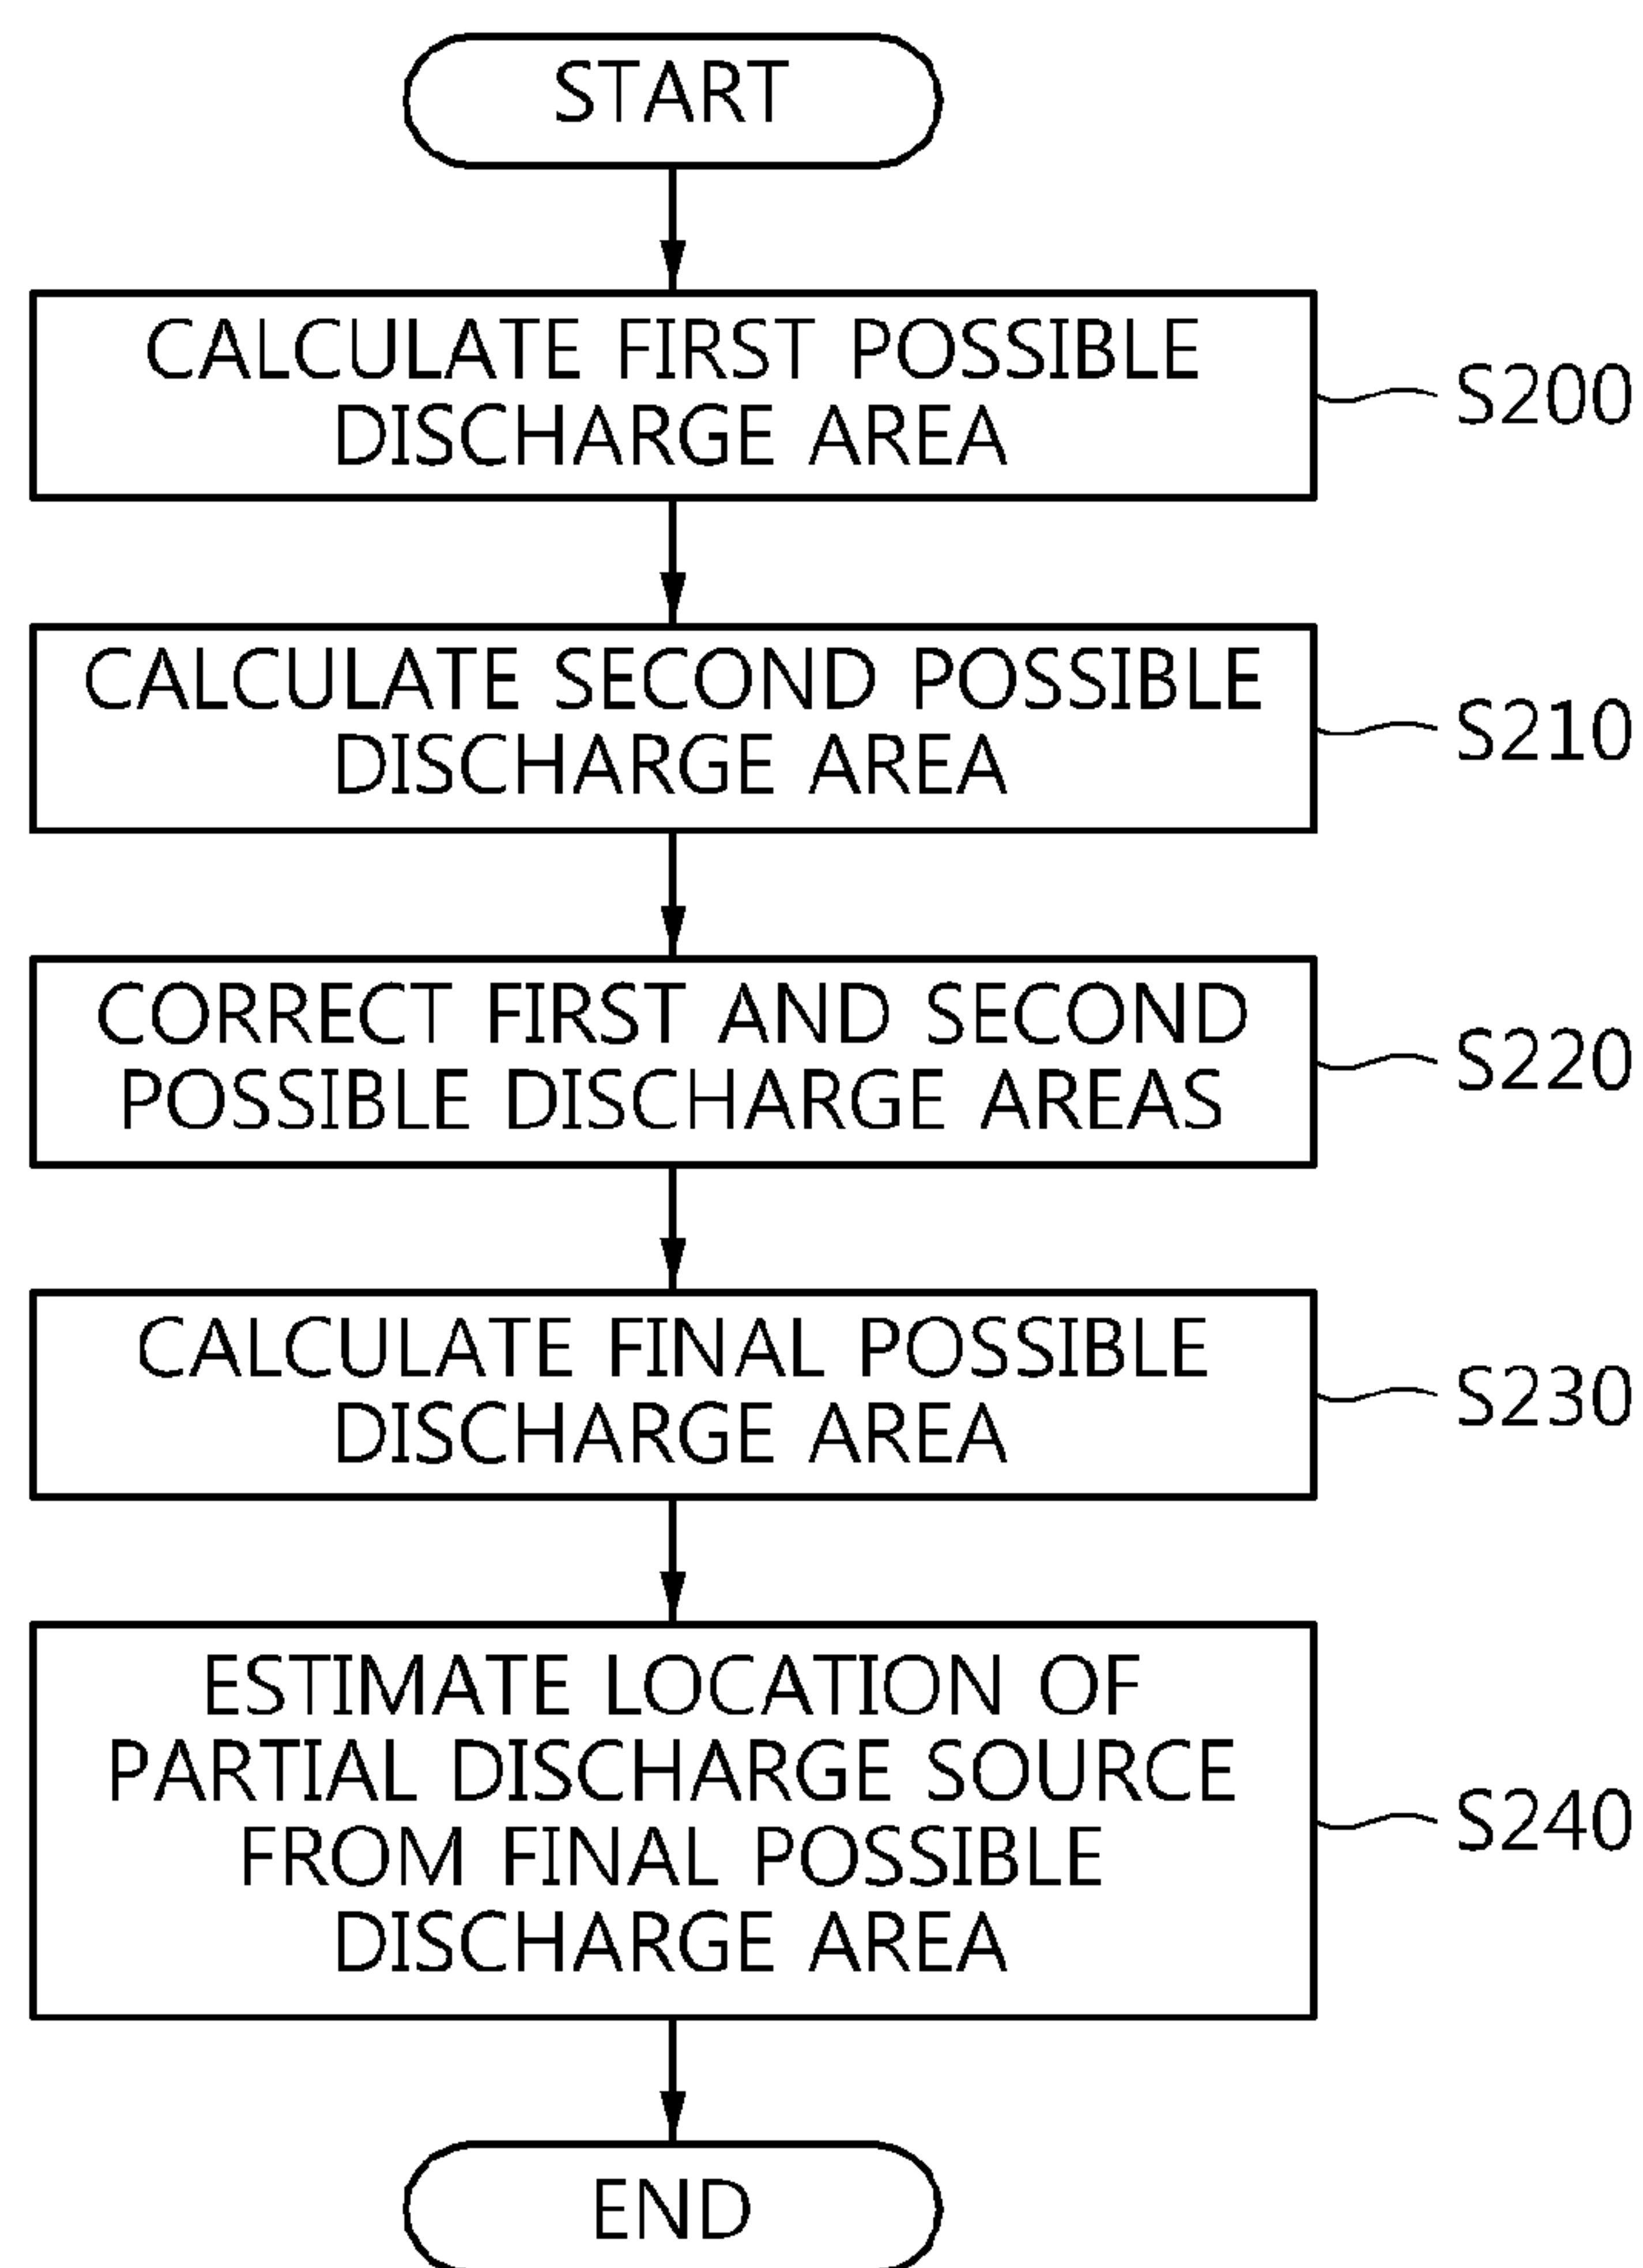 START
CALCULATE FIRST POSSIBLE
DISCHARGE AREA
S200
CALCULATE SECOND POSSIBLE
DISCHARGE AREA
S210
CORRECT FIRST AND SECOND
POSSIBLE DISCHARGE AREAS
S220
CALCULATE FINAL POSSIBLE
DISCHARGE AREA
S230
ESTIMATE LOCATION OF
PARTIAL DISCHARGE SOURCE
FROM FINAL POSSIBLE
DISCHARGE AREA
S240
END